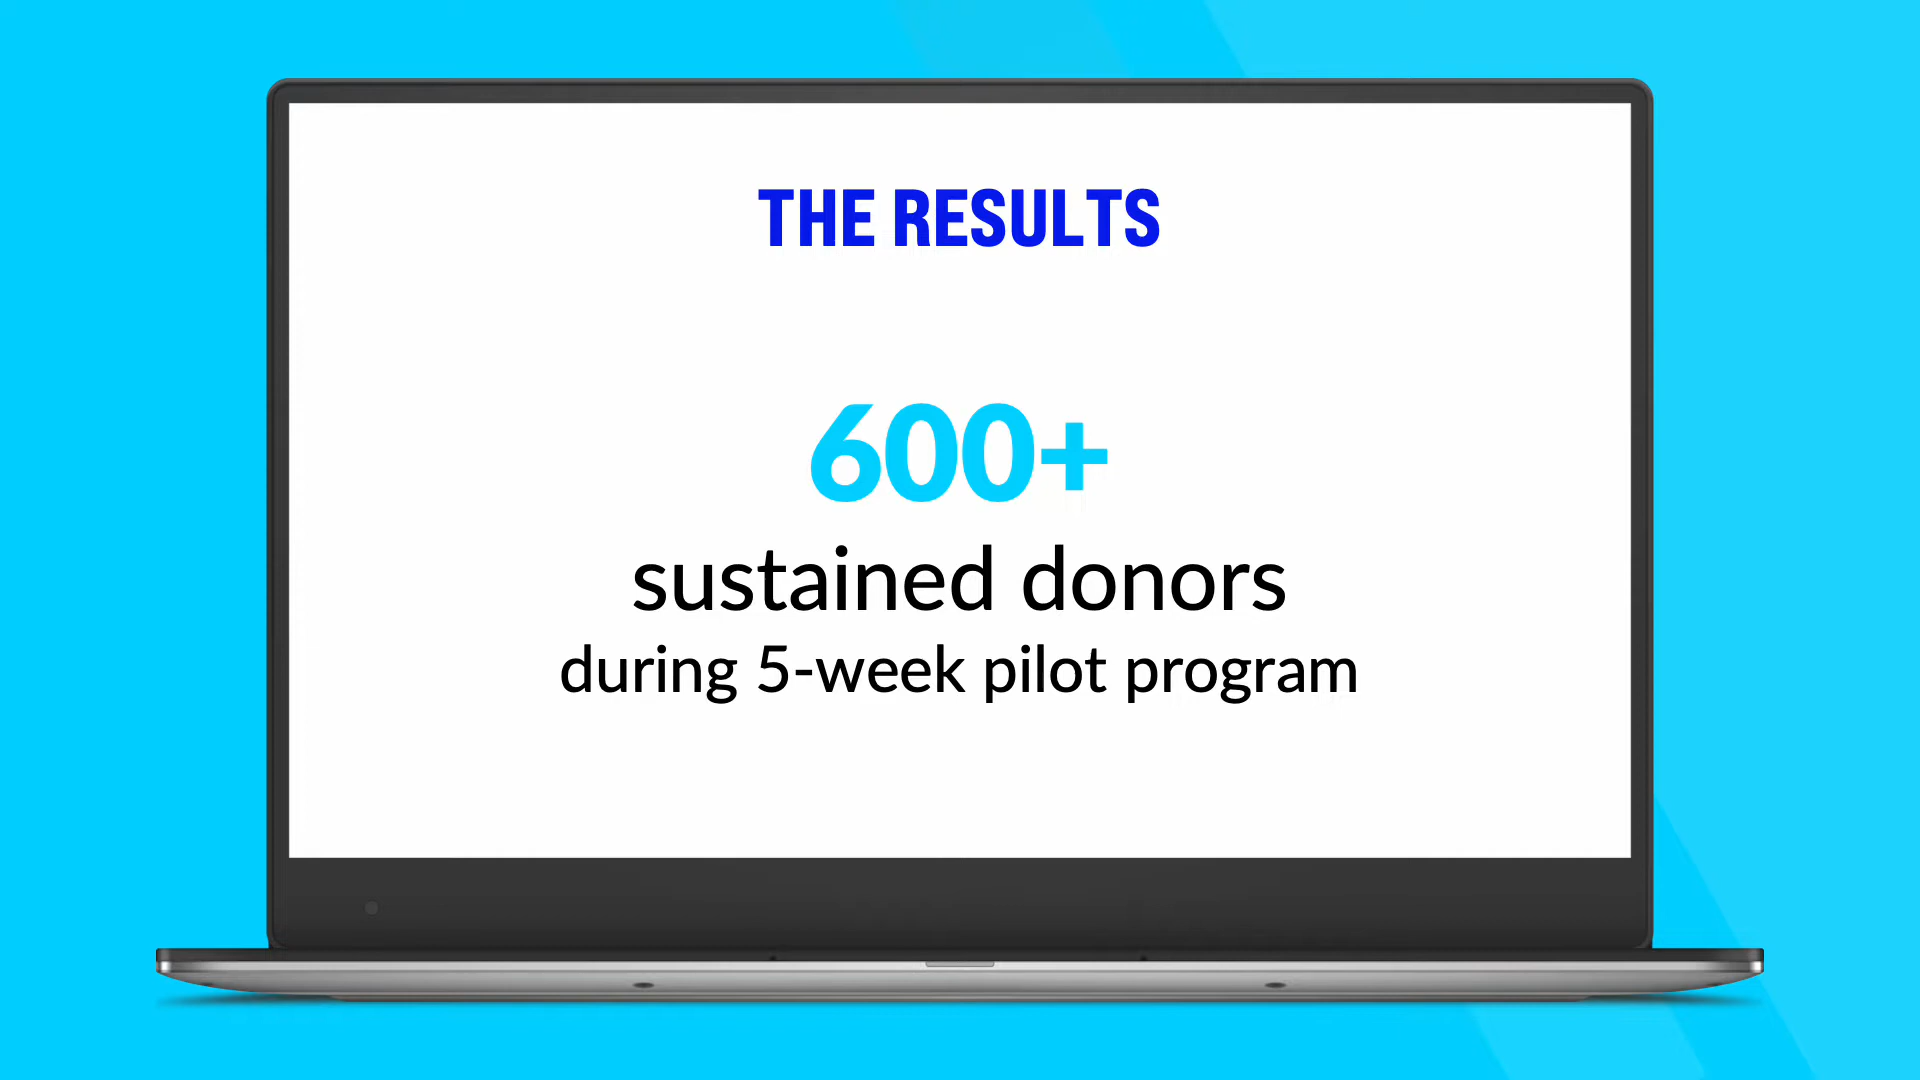 THE RESULTS
600+
sustained donors
during 5-week pilot program